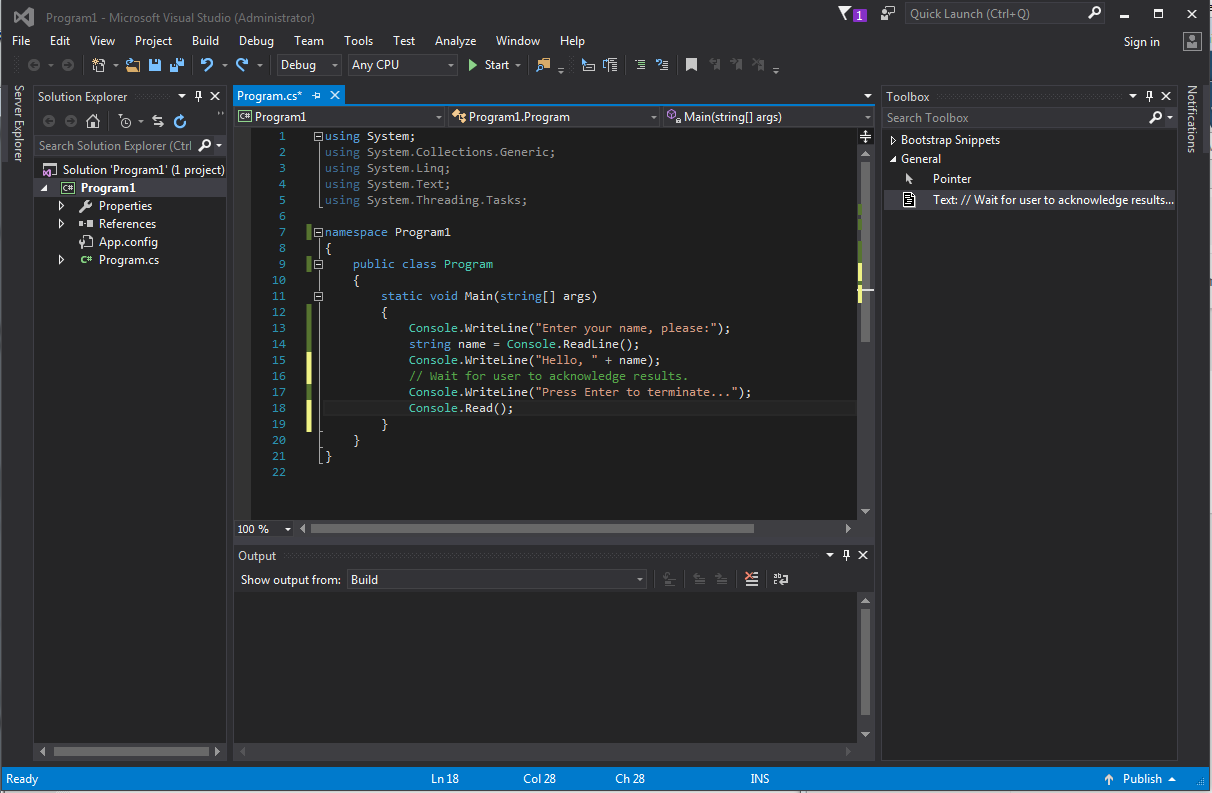 Program1 - Microsoft Visual Studio (Administrator)
1
Quick Launch (Ctrl+Q)
File Edit View Project Build Debug Team Tools Test Analyze Window Help
Sign in
Debug
Any CPU
Start
Server Explorer
Solution Explorer
Search Solution Explorer (Ctrl
Solution 'Program1' (1 project)
C# Program1
Properties
References
App.config
C# Program.cs
Program.cs*
C# Program1
Program1.Program
Main(string[] args)
1 using System;
2 using System.Collections.Generic;
3 using System.Linq;
4 using System.Text;
5 using System.Threading.Tasks;
6
7 namespace Program1
8 {
9 public class Program
10 {
11 static void Main(string[] args)
12 {
13 Console.WriteLine("Enter your name, please:");
14 string name = Console.ReadLine();
15 Console.WriteLine("Hello, " + name);
16 // Wait for user to acknowledge results.
17 Console.WriteLine("Press Enter to terminate...");
18 Console.Read();
19 }
20 }
21 }
22
100 %
Output
Show output from: Build
Toolbox
Search Toolbox
Bootstrap Snippets
General
Pointer
Text: // Wait for user to acknowledge results...
Notifications
Ready
Ln 18
Col 28
Ch 28
INS
Publish